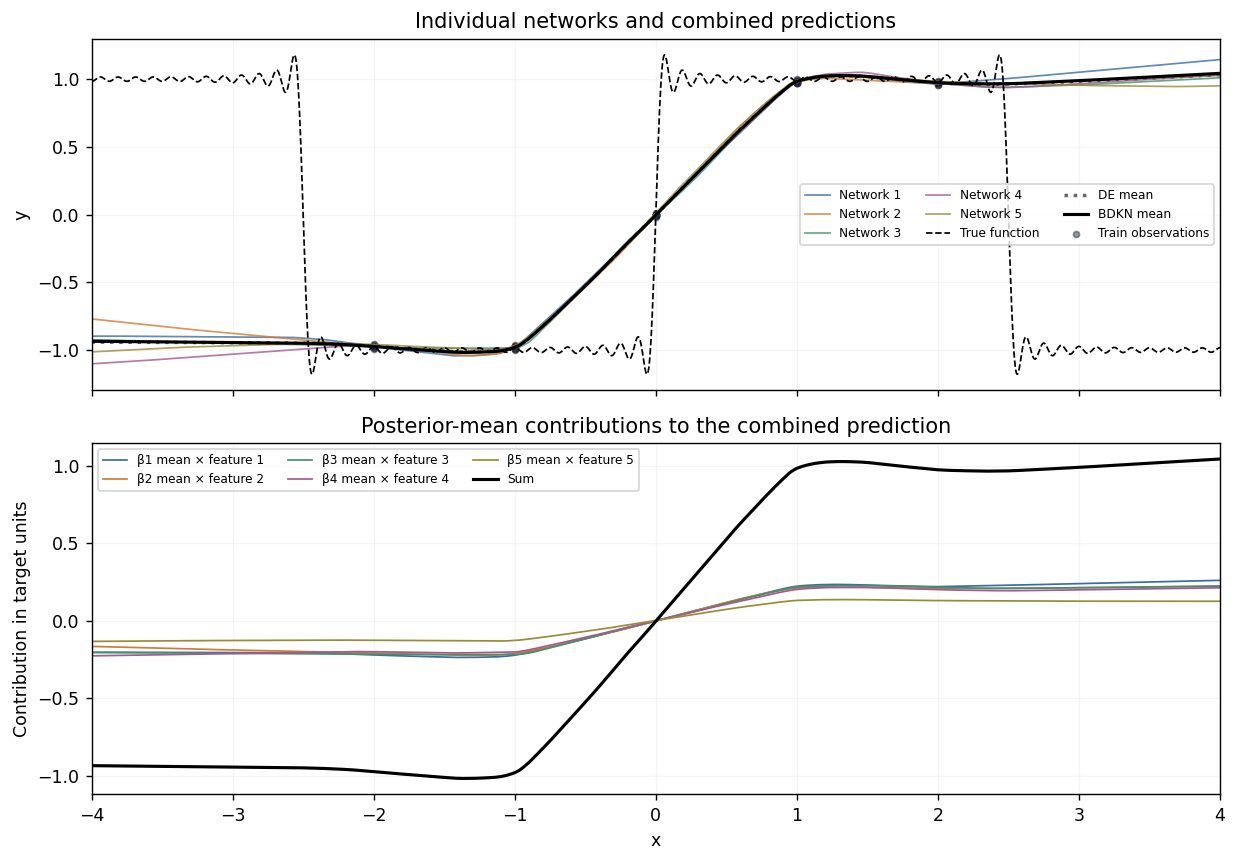 Individual networks and combined predictions
1.0
0.5
0.0
−0.5
−1.0
y
Network 1
Network 2
Network 3
Network 4
Network 5
True function
DE mean
BDKN mean
Train observations
Posterior-mean contributions to the combined prediction
1.0
0.5
0.0
−0.5
−1.0
Contribution in target units
β1 mean × feature 1
β2 mean × feature 2
β3 mean × feature 3
β4 mean × feature 4
β5 mean × feature 5
Sum
−4 −3 −2 −1 0 1 2 3 4
x